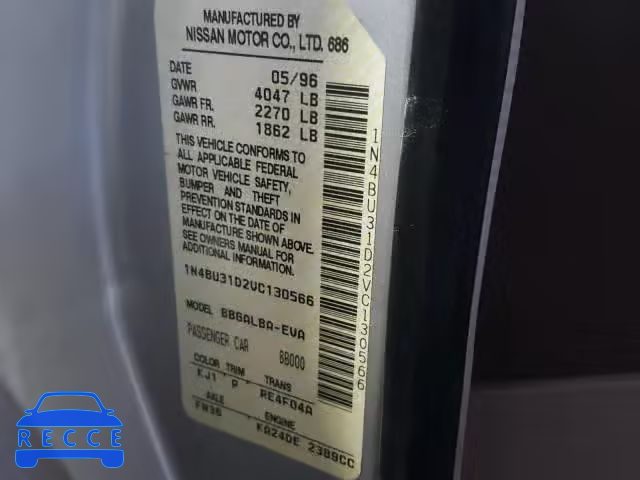 MANUFACTURED BY
NISSAN MOTOR CO., LTD. 686
DATE 05/96
GVWR 4047 LB
GAWR FR. 2270 LB
GAWR RR. 1862 LB
THIS VEHICLE CONFORMS TO
ALL APPLICABLE FEDERAL
MOTOR VEHICLE SAFETY,
BUMPER AND THEFT
PREVENTION STANDARDS IN
EFFECT ON THE DATE OF
MANUFACTURE SHOWN ABOVE.
SEE OWNERS MANUAL FOR
ADDITIONAL INFORMATION.
1N4BU31D2VC130566
MODEL BBGALBA-EVA
PASSENGER CAR BB000
COLOR TRIM TRANS
KJ1 P RE4F04A
AXLE ENGINE
FN36 KA24DE 2389CC
1N4BU31D2VC130566
RECCE